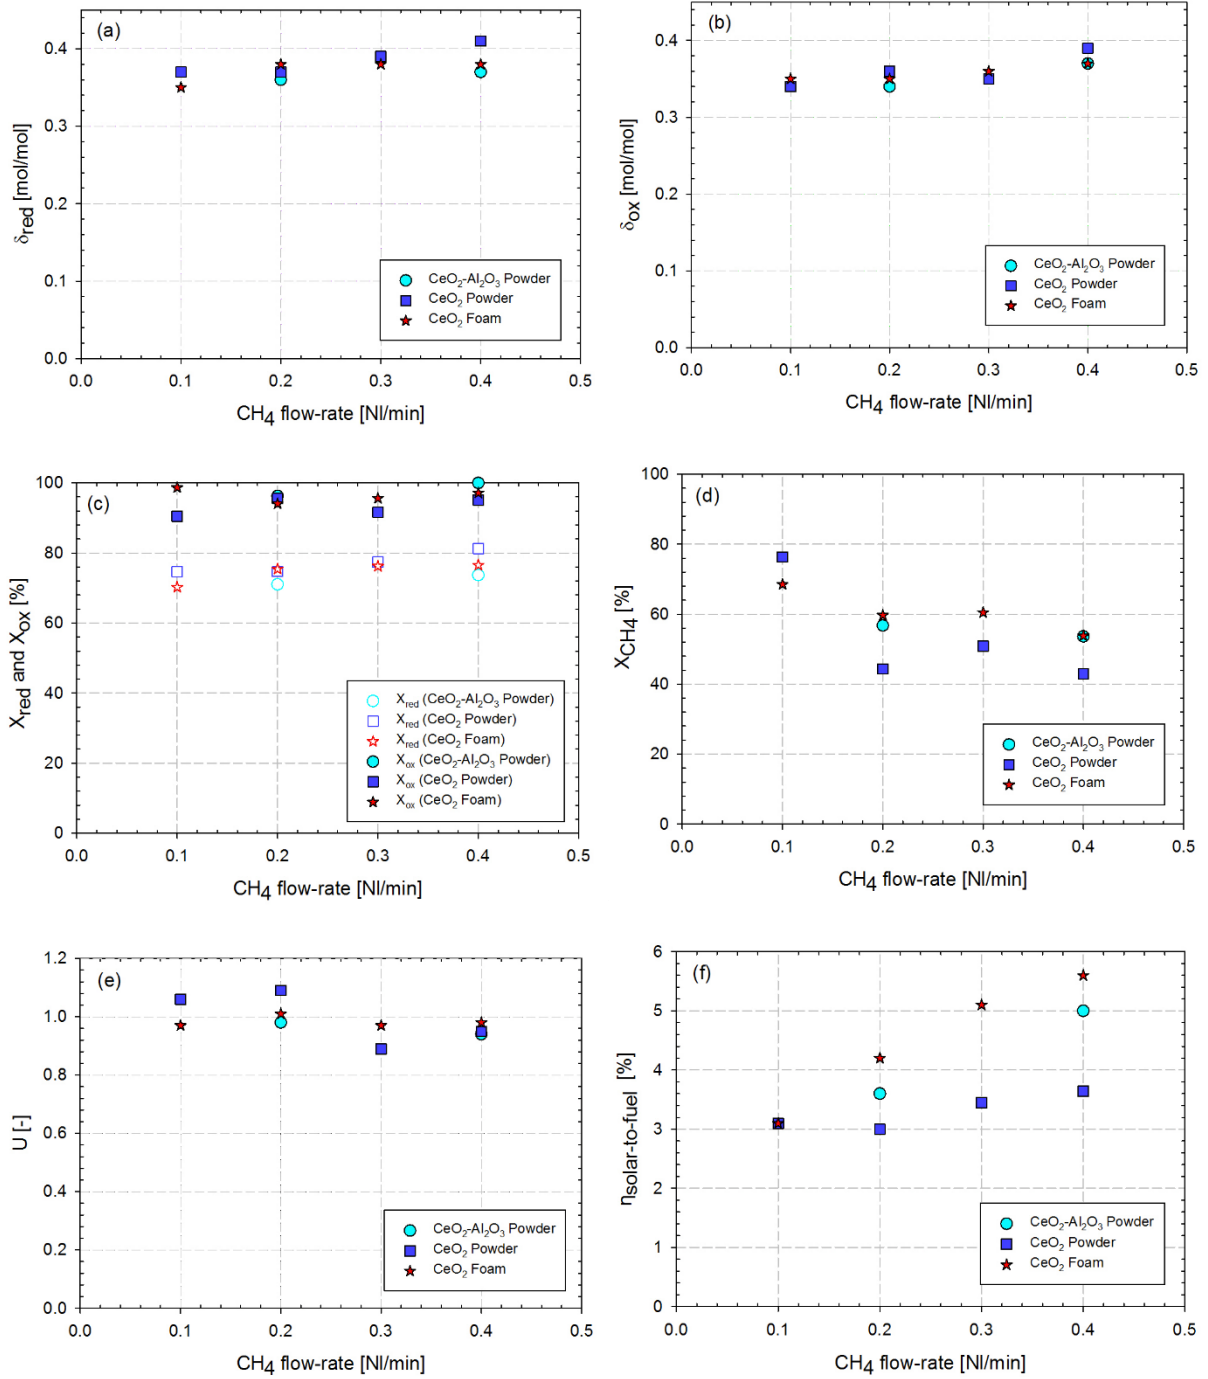 (a)
0.4
0.3
0.2
0.1
0.0
δred [mol/mol]
CeO2-Al2O3 Powder
CeO2 Powder
CeO2 Foam
0.0 0.1 0.2 0.3 0.4 0.5
CH4 flow-rate [Nl/min]
(b)
0.4
0.3
0.2
0.1
0.0
δox [mol/mol]
CeO2-Al2O3 Powder
CeO2 Powder
CeO2 Foam
0.0 0.1 0.2 0.3 0.4 0.5
CH4 flow-rate [Nl/min]
(c)
100
80
60
40
20
0
Xred and Xox [%]
Xred (CeO2-Al2O3 Powder)
Xred (CeO2 Powder)
Xred (CeO2 Foam)
Xox (CeO2-Al2O3 Powder)
Xox (CeO2 Powder)
Xox (CeO2 Foam)
0.0 0.1 0.2 0.3 0.4 0.5
CH4 flow-rate [Nl/min]
(d)
100
80
60
40
20
0
XCH4 [%]
CeO2-Al2O3 Powder
CeO2 Powder
CeO2 Foam
0.0 0.1 0.2 0.3 0.4 0.5
CH4 flow-rate [Nl/min]
(e)
1.2
1.0
0.8
0.6
0.4
0.2
0.0
U [-]
CeO2-Al2O3 Powder
CeO2 Powder
CeO2 Foam
0.0 0.1 0.2 0.3 0.4 0.5
CH4 flow-rate [Nl/min]
(f)
6
5
4
3
2
1
0
ηsolar-to-fuel [%]
CeO2-Al2O3 Powder
CeO2 Powder
CeO2 Foam
0.0 0.1 0.2 0.3 0.4 0.5
CH4 flow-rate [Nl/min]